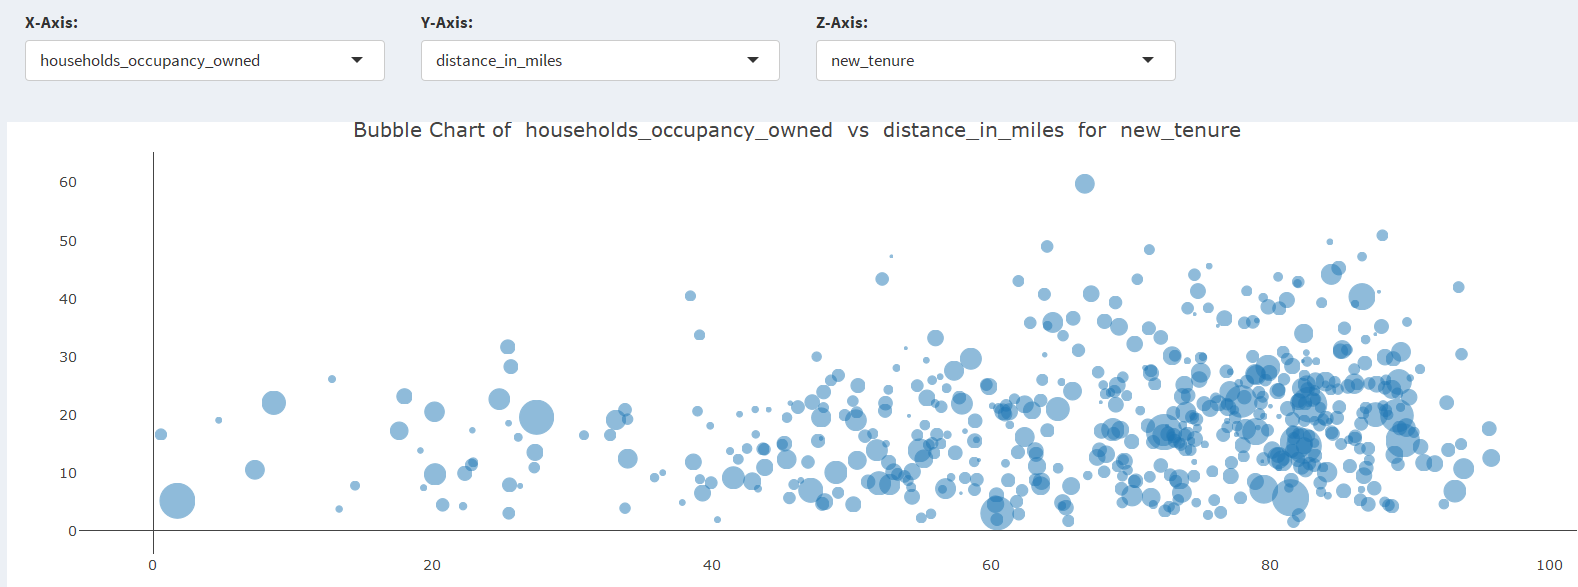 X-Axis: Y-Axis: Z-Axis:
households_occupancy_owned distance_in_miles new_tenure
Bubble Chart of households_occupancy_owned vs distance_in_miles for new_tenure
60
50
40
30
20
10
0
0 20 40 60 80 100